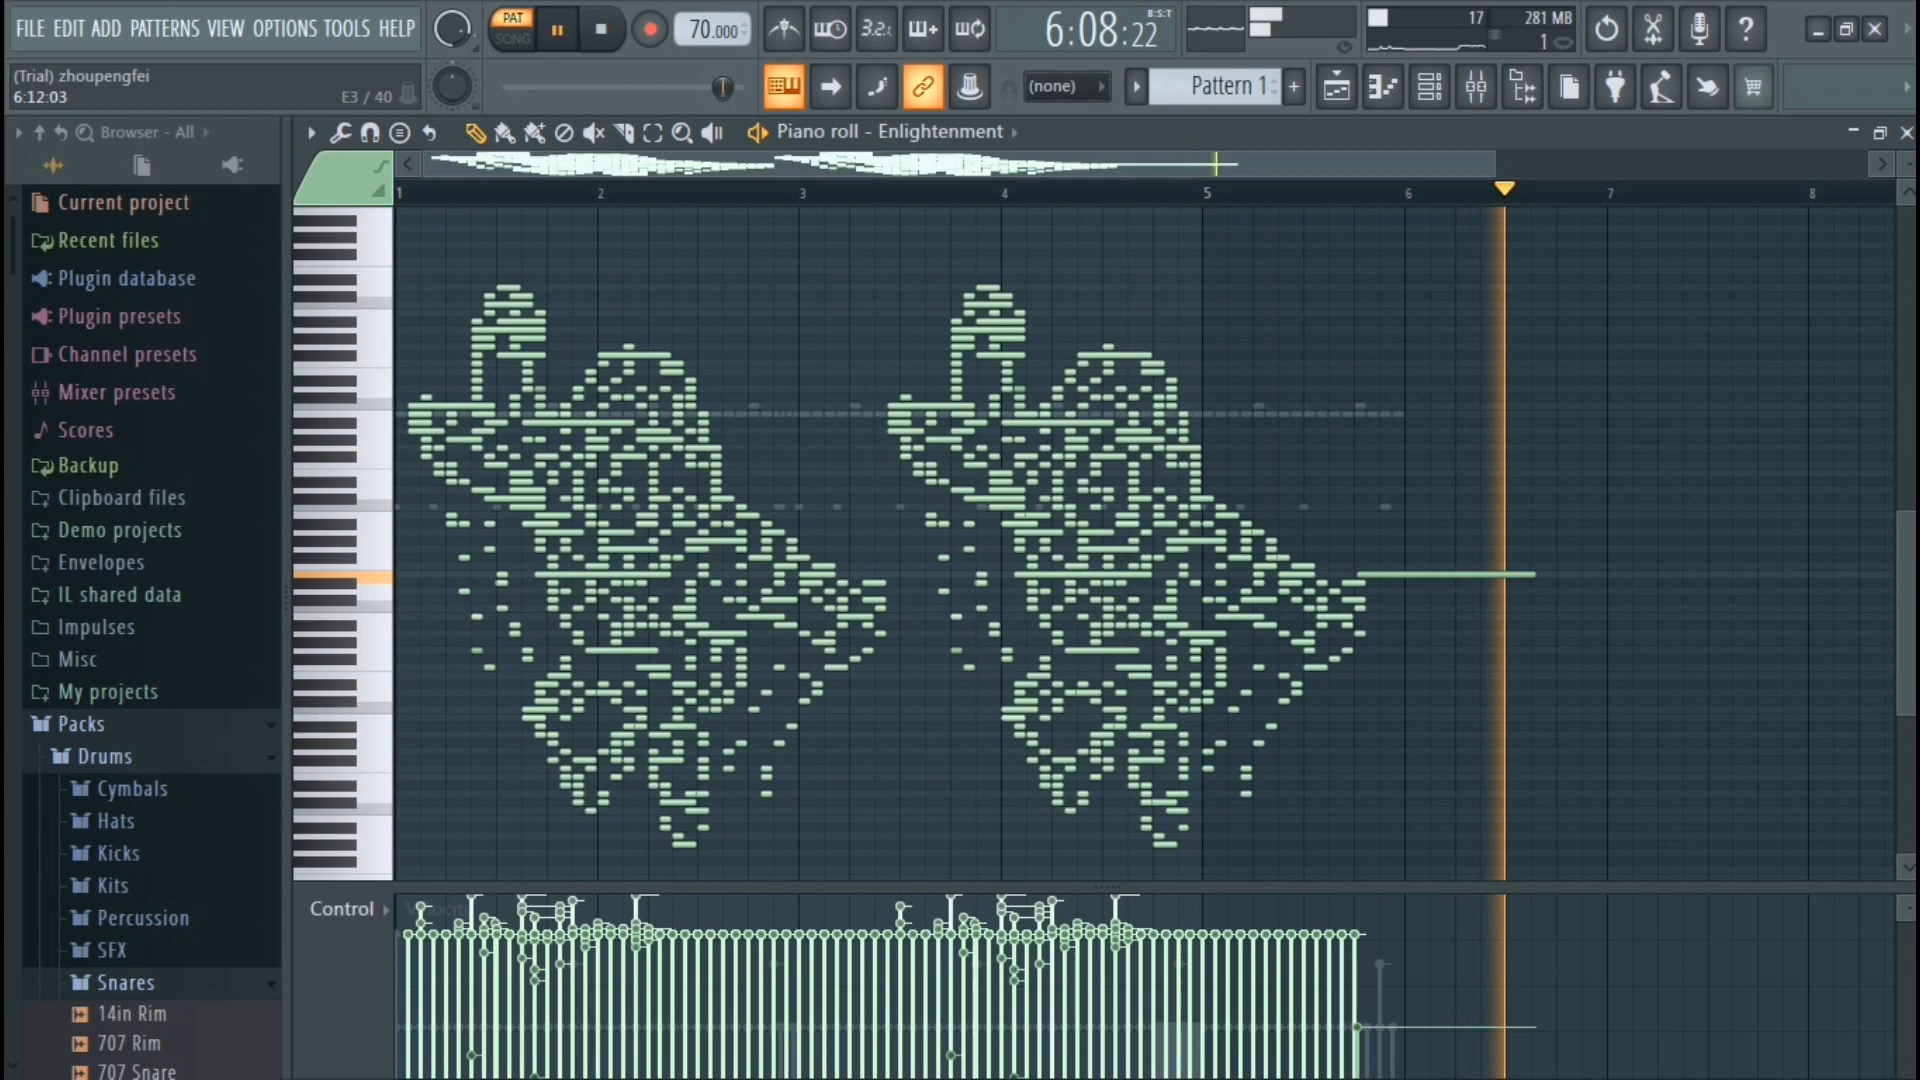 FILE EDIT ADD PATTERNS VIEW OPTIONS TOOLS HELP
PAT
SONG
70.000
3.2
6:08:22
B:S:T
17
281 MB
1
(Trial) zhoupengfei
6:12:03
E3 / 40
(none)
Pattern 1
Browser - All
Piano roll - Enlightenment
1 2 3 4 5 6 7 8
Current project
Recent files
Plugin database
Plugin presets
Channel presets
Mixer presets
Scores
Backup
Clipboard files
Demo projects
Envelopes
IL shared data
Impulses
Misc
My projects
Packs
Drums
Cymbals
Hats
Kicks
Kits
Percussion
SFX
Snares
14in Rim
707 Rim
707 Snare
Control